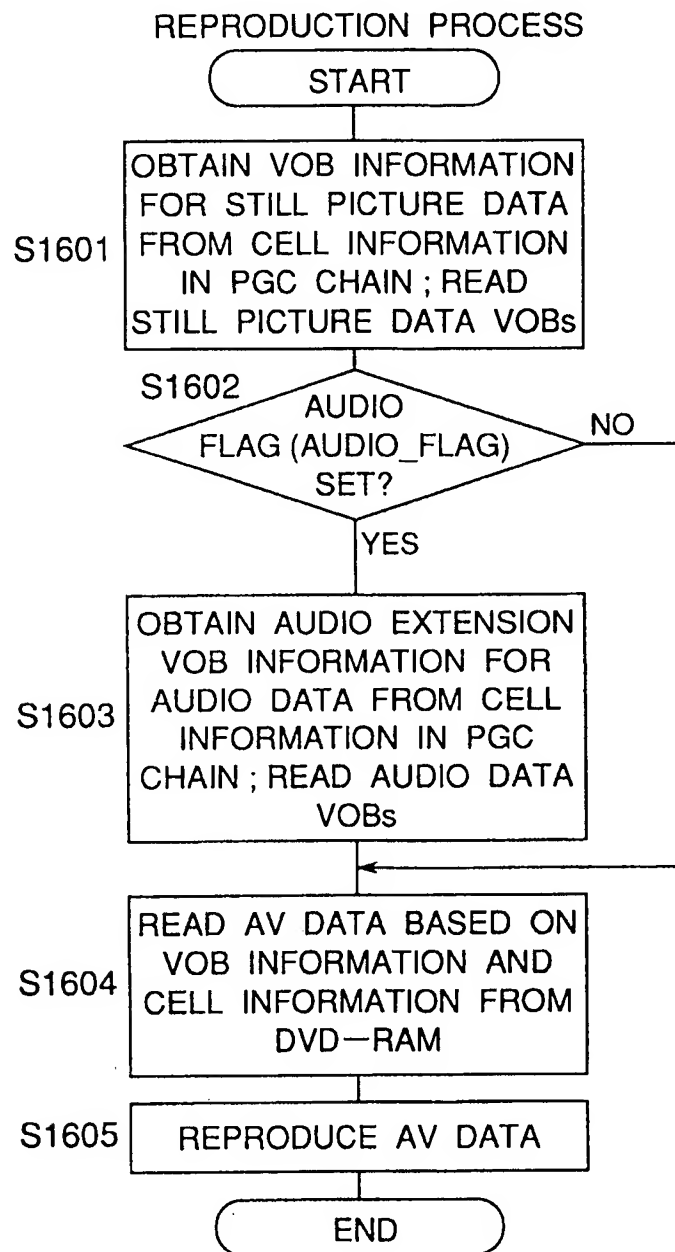 REPRODUCTION PROCESS
START
S1601
OBTAIN VOB INFORMATION
FOR STILL PICTURE DATA
FROM CELL INFORMATION
IN PGC CHAIN ; READ
STILL PICTURE DATA VOBs
S1602
AUDIO
FLAG (AUDIO_FLAG)
SET?
NO
YES
S1603
OBTAIN AUDIO EXTENSION
VOB INFORMATION FOR
AUDIO DATA FROM CELL
INFORMATION IN PGC
CHAIN ; READ AUDIO DATA
VOBs
S1604
READ AV DATA BASED ON
VOB INFORMATION AND
CELL INFORMATION FROM
DVD–RAM
S1605
REPRODUCE AV DATA
END